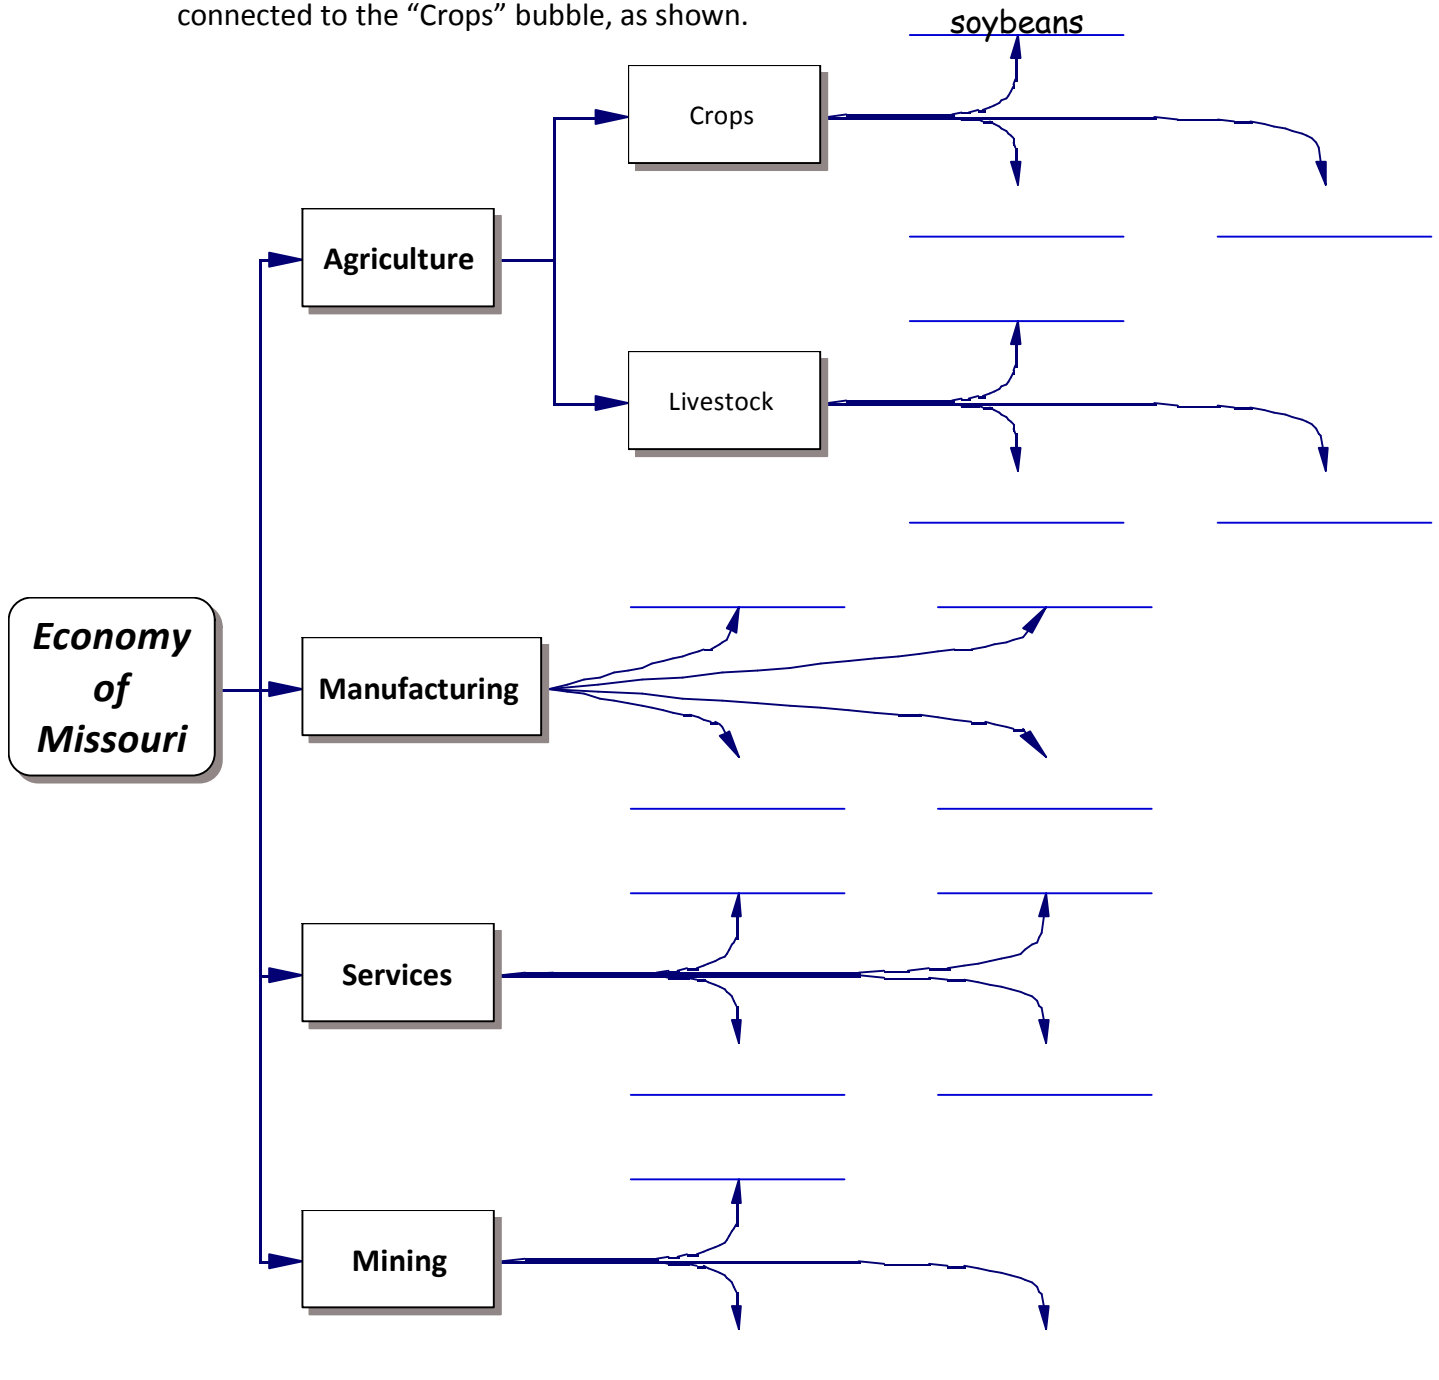 connected to the “Crops” bubble, as shown.
soybeans
Crops
Agriculture
Livestock
Economy
of
Missouri
Manufacturing
Services
Mining